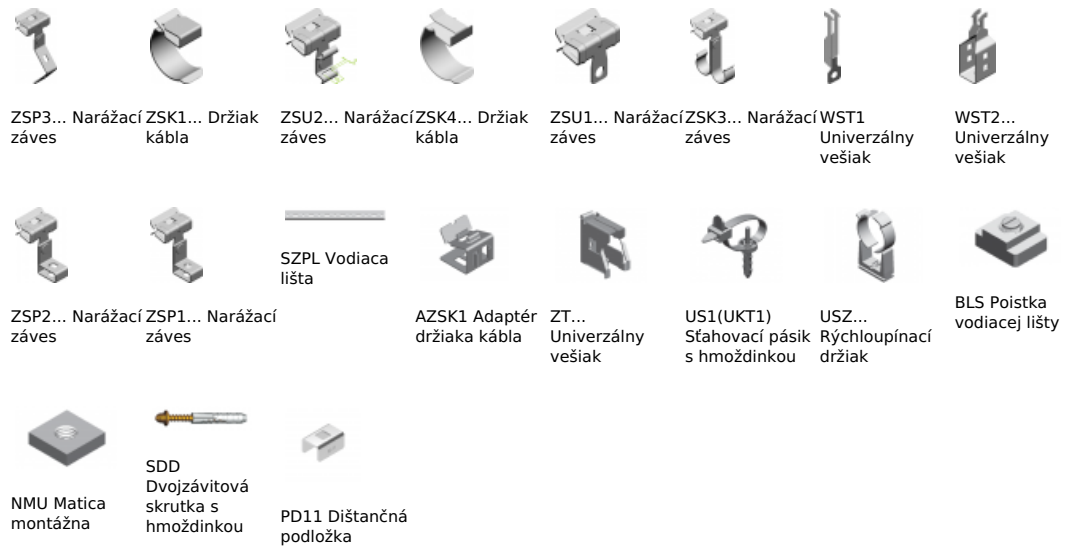 ZSP3... Narážací
záves
ZSK1... Držiak
kábla
ZSU2... Narážací
záves
ZSK4... Držiak
kábla
ZSU1... Narážací
záves
ZSK3... Narážací
záves
WST1
Univerzálny
vešiak
WST2...
Univerzálny
vešiak
ZSP2... Narážací
záves
ZSP1... Narážací
záves
SZPL Vodiaca
lišta
AZSK1 Adaptér
držiaka kábla
ZT...
Univerzálny
vešiak
US1(UKT1)
Sťahovací pásik
s hmoždinkou
USZ...
Rýchloupínací
držiak
BLS Poistka
vodiacej lišty
NMU Matica
montážna
SDD
Dvojzávitová
skrutka s
hmoždinkou
PD11 Dištančná
podložka